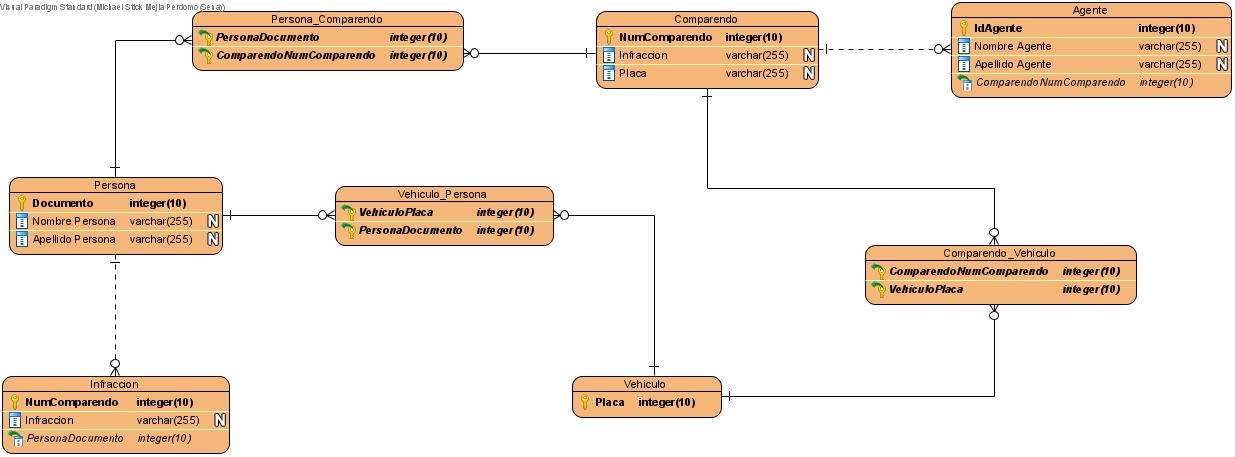 Visual Paradigm Standard (Michael Stick Mejia Perdomo (Sena))
Persona_Comparendo
PersonaDocumento integer(10)
ComparendoNumComparendo integer(10)
Comparendo
NumComparendo integer(10)
Infraccion varchar(255) N
Placa varchar(255) N
Agente
IdAgente integer(10)
Nombre Agente varchar(255) N
Apellido Agente varchar(255) N
ComparendoNumComparendo integer(10)
Persona
Documento integer(10)
Nombre Persona varchar(255) N
Apellido Persona varchar(255) N
Vehiculo_Persona
VehiculoPlaca integer(10)
PersonaDocumento integer(10)
Comparendo_Vehiculo
ComparendoNumComparendo integer(10)
VehiculoPlaca integer(10)
Infraccion
NumComparendo integer(10)
Infraccion varchar(255) N
PersonaDocumento integer(10)
Vehiculo
Placa integer(10)